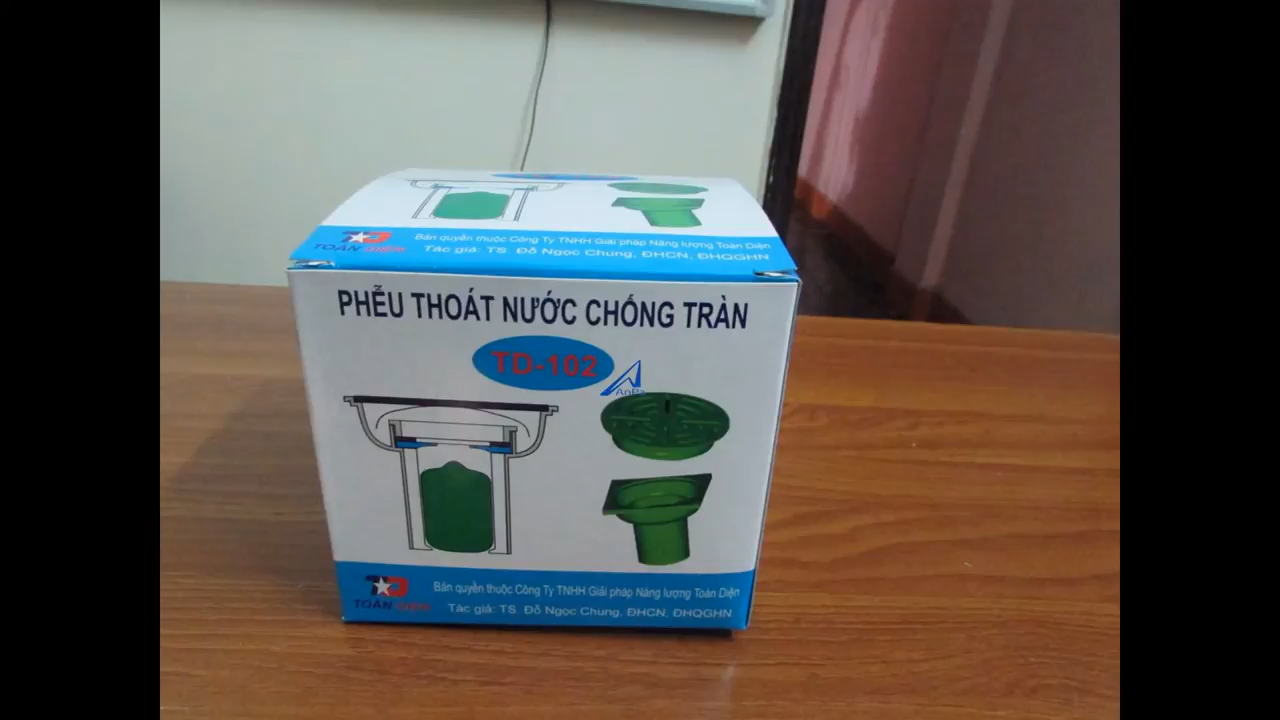 TOÀN DIỆN
Bản quyền thuộc Công Ty TNHH Giải pháp Năng lượng Toàn Diện
Tác giả: TS. Đỗ Ngọc Chung, ĐHCN, ĐHQGHN
PHỄU THOÁT NƯỚC CHỐNG TRÀN
TD-102
TOÀN DIỆN
Bản quyền thuộc Công Ty TNHH Giải pháp Năng lượng Toàn Diện
Tác giả: TS. Đỗ Ngọc Chung, ĐHCN, ĐHQGHN